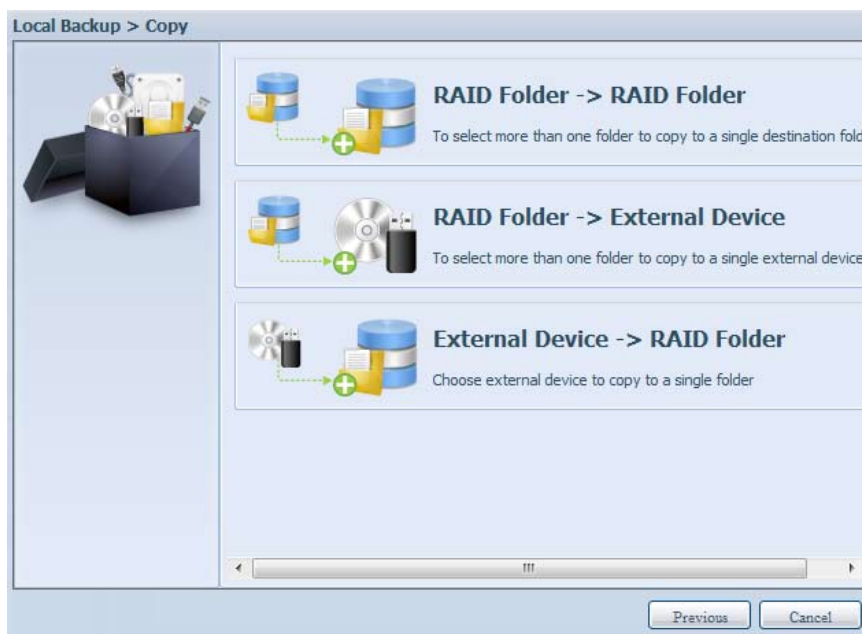 Local Backup > Copy
RAID Folder -> RAID Folder
To select more than one folder to copy to a single destination fold
RAID Folder -> External Device
To select more than one folder to copy to a single external device
External Device -> RAID Folder
Choose external device to copy to a single folder
Previous
Cancel